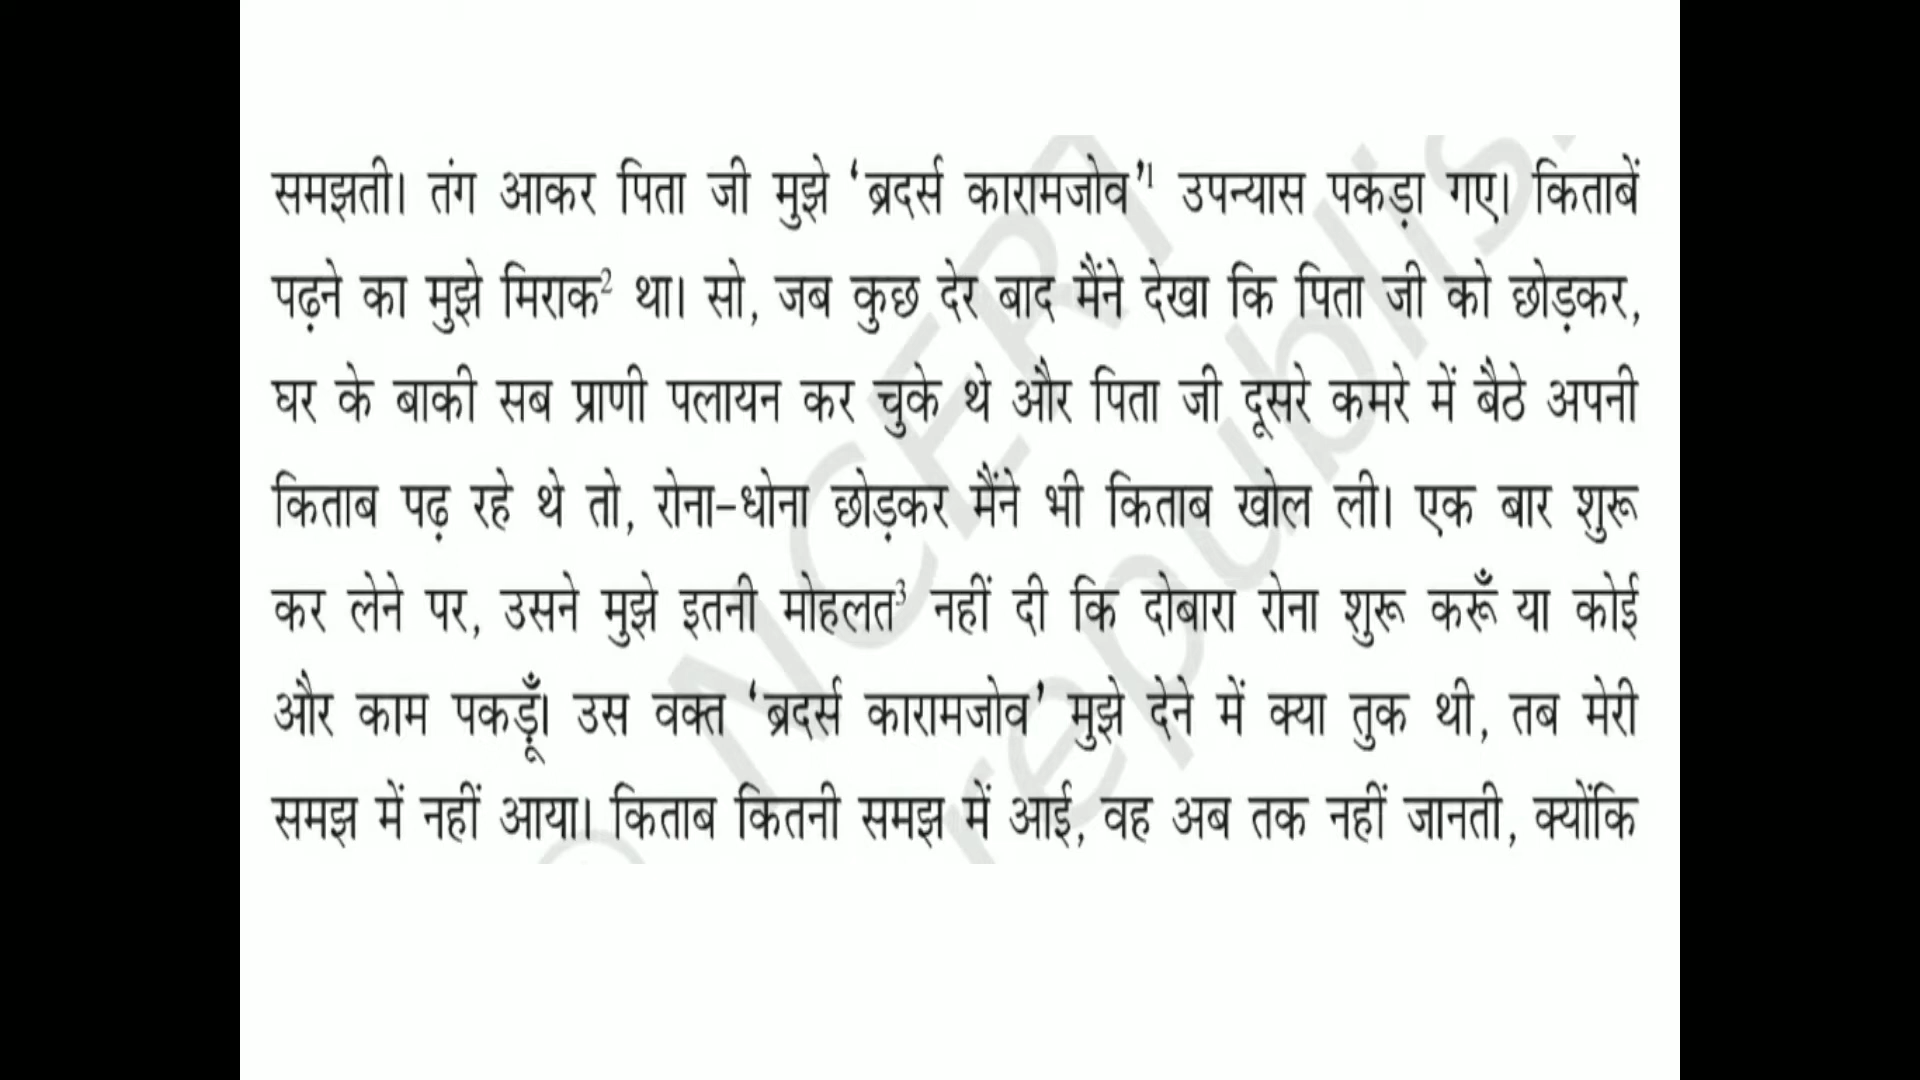 समझती। तंग आकर पिता जी मुझे ‘ब्रदर्स कारामजोव’¹ उपन्यास पकड़ा गए। किताबें
पढ़ने का मुझे मिराक² था। सो, जब कुछ देर बाद मैंने देखा कि पिता जी को छोड़कर,
घर के बाकी सब प्राणी पलायन कर चुके थे और पिता जी दूसरे कमरे में बैठे अपनी
किताब पढ़ रहे थे तो, रोना-धोना छोड़कर मैंने भी किताब खोल ली। एक बार शुरू
कर लेने पर, उसने मुझे इतनी मोहलत³ नहीं दी कि दोबारा रोना शुरू करूँ या कोई
और काम पकड़ूँ। उस वक्त ‘ब्रदर्स कारामजोव’ मुझे देने में क्या तुक थी, तब मेरी
समझ में नहीं आया। किताब कितनी समझ में आई, वह अब तक नहीं जानती, क्योंकि
NCERT
republis